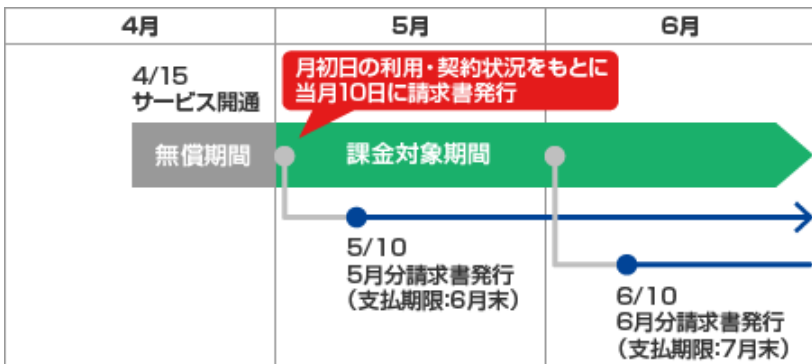 4月
5月
6月
4/15
サービス開通
月初日の利用・契約状況をもとに
当月10日に請求書発行
無償期間
課金対象期間
5/10
5月分請求書発行
(支払期限:6月末)
6/10
6月分請求書発行
(支払期限:7月末)